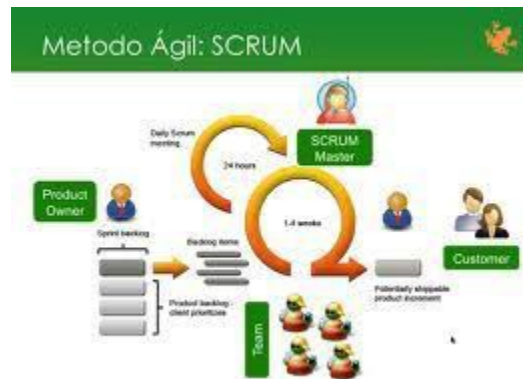 Metodo Ágil: SCRUM
Daily Scrum
meeting
24 hours
SCRUM
Master
Product
Owner
Sprint backlog
Backlog items
1-4 weeks
Customer
Product backlog -
client prioritizes
Potentially shippable
product increment
Team